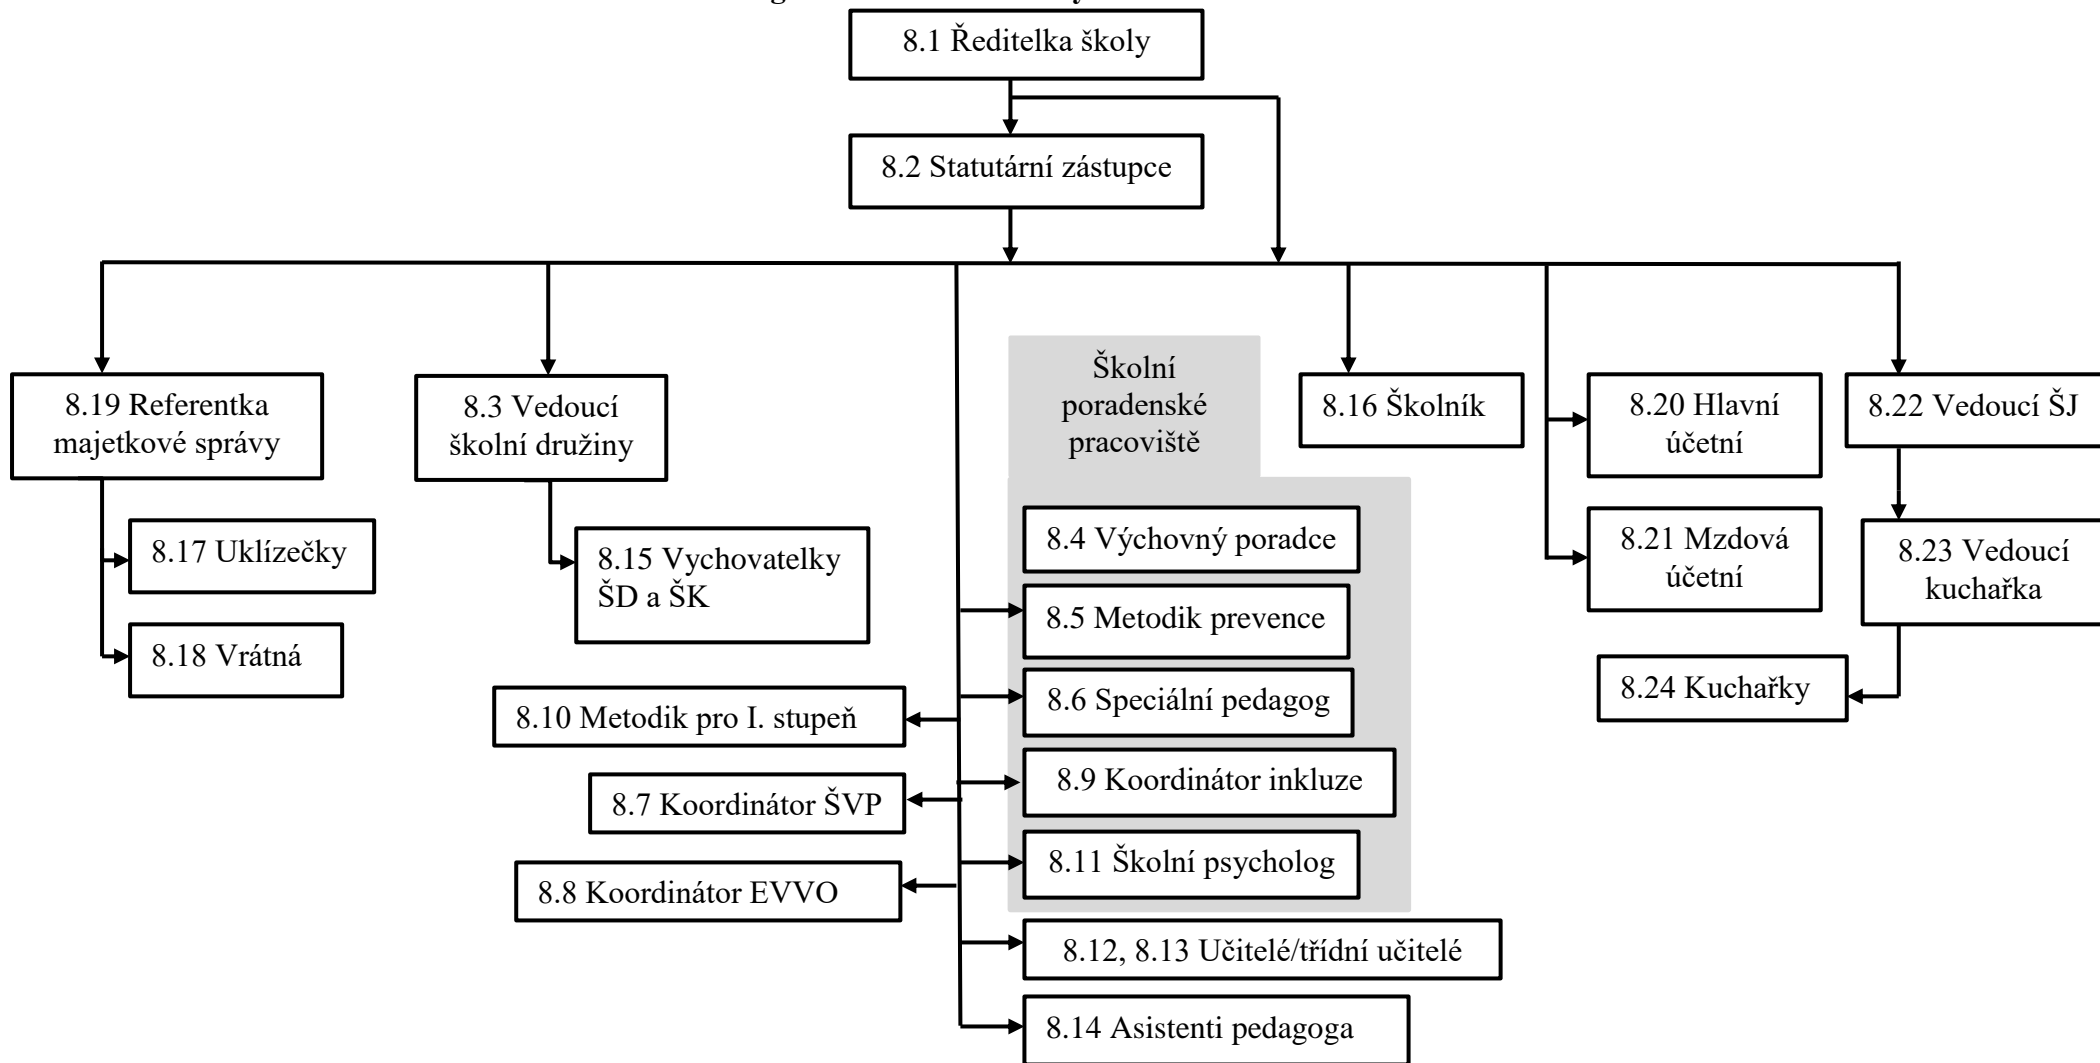 8.1 Ředitelka školy
8.2 Statutární zástupce
8.19 Referentka
majetkové správy
8.17 Uklízečky
8.18 Vrátná
8.3 Vedoucí
školní družiny
8.15 Vychovatelky
ŠD a ŠK
8.10 Metodik pro I. stupeň
8.7 Koordinátor ŠVP
8.8 Koordinátor EVVO
Školní
poradenské
pracoviště
8.4 Výchovný poradce
8.5 Metodik prevence
8.6 Speciální pedagog
8.9 Koordinátor inkluze
8.11 Školní psycholog
8.12, 8.13 Učitelé/třídní učitelé
8.14 Asistenti pedagoga
8.16 Školník
8.20 Hlavní
účetní
8.21 Mzdová
účetní
8.22 Vedoucí ŠJ
8.23 Vedoucí
kuchařka
8.24 Kuchařky